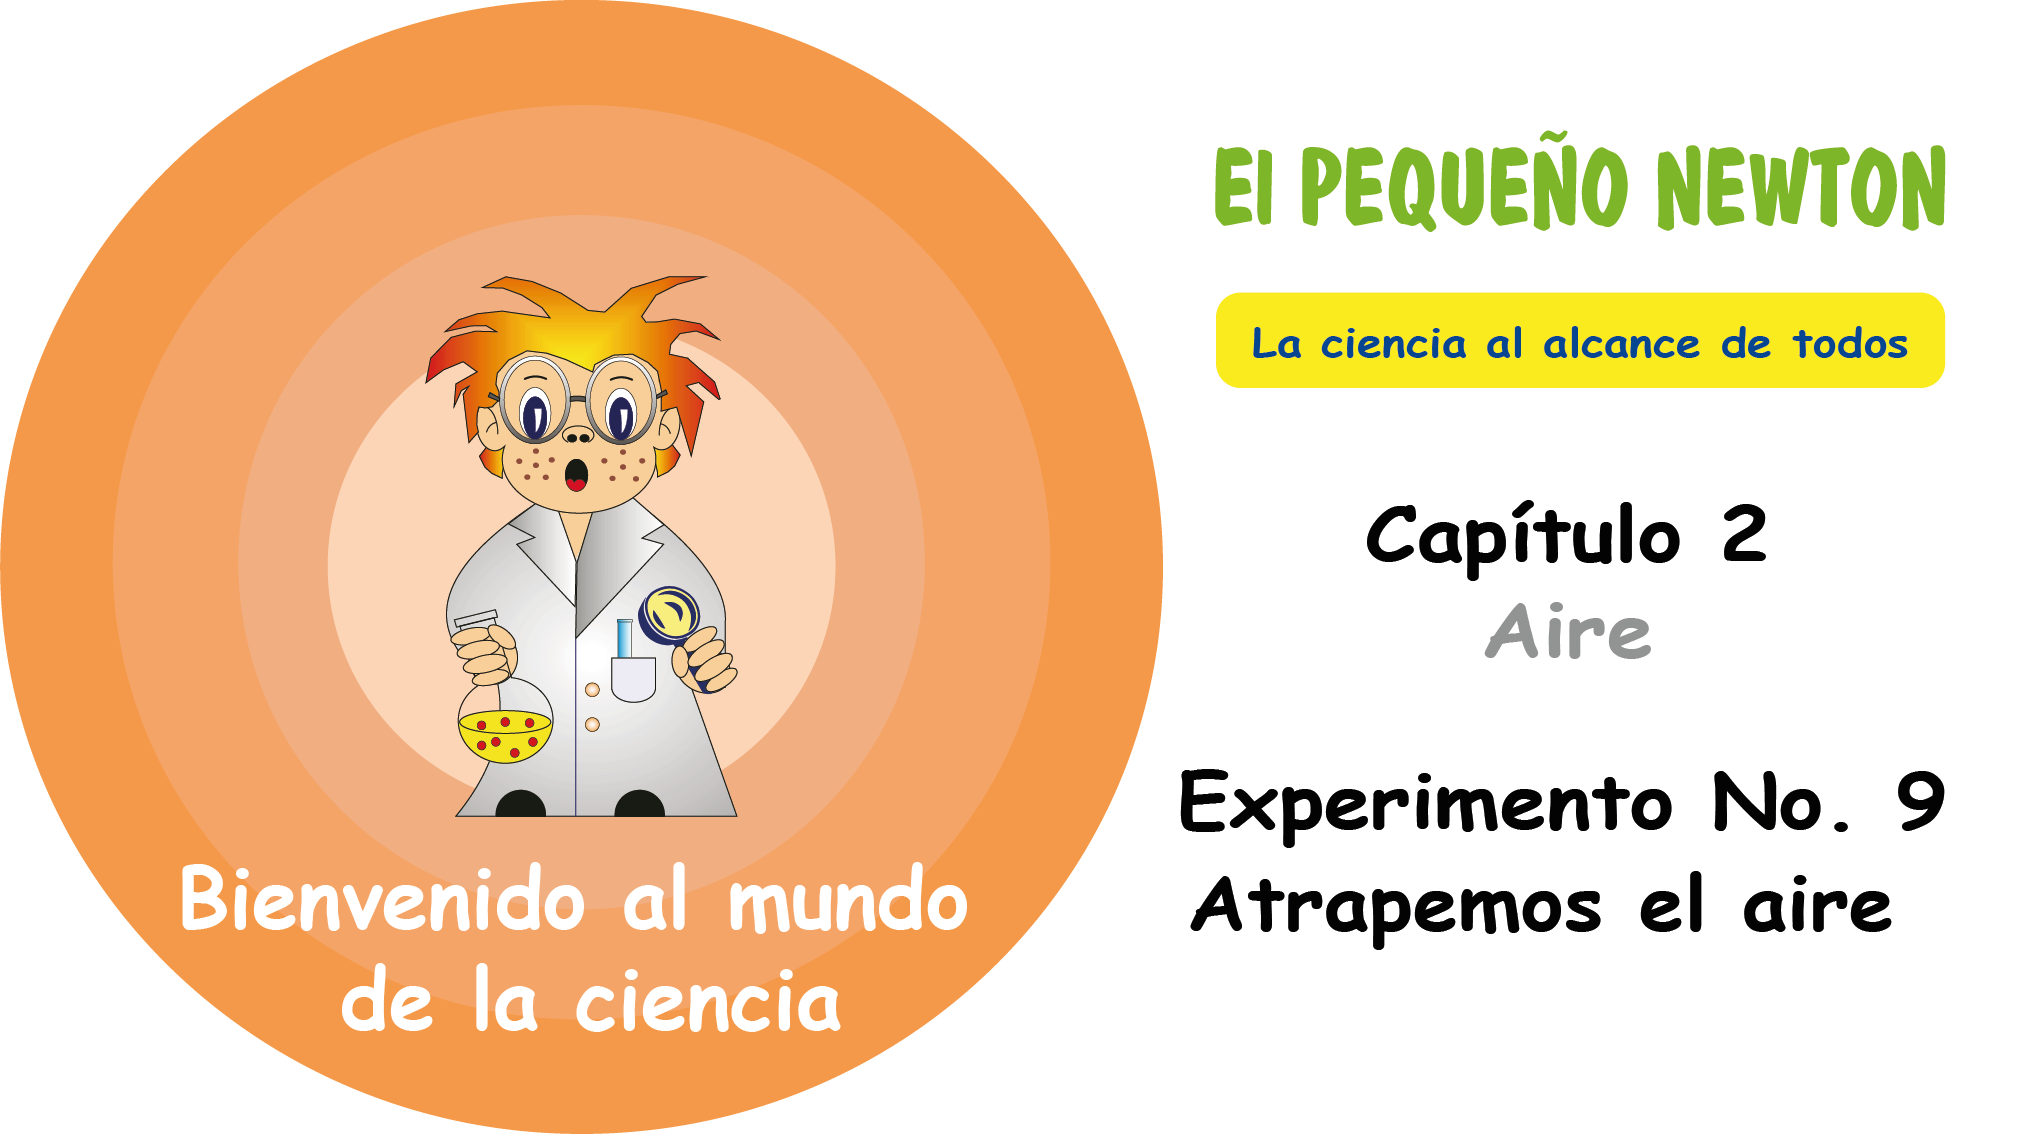 El PEQUEÑO NEWTON
La ciencia al alcance de todos
Capítulo 2
Aire
Experimento No. 9
Atrapemos el aire
Bienvenido al mundo
de la ciencia